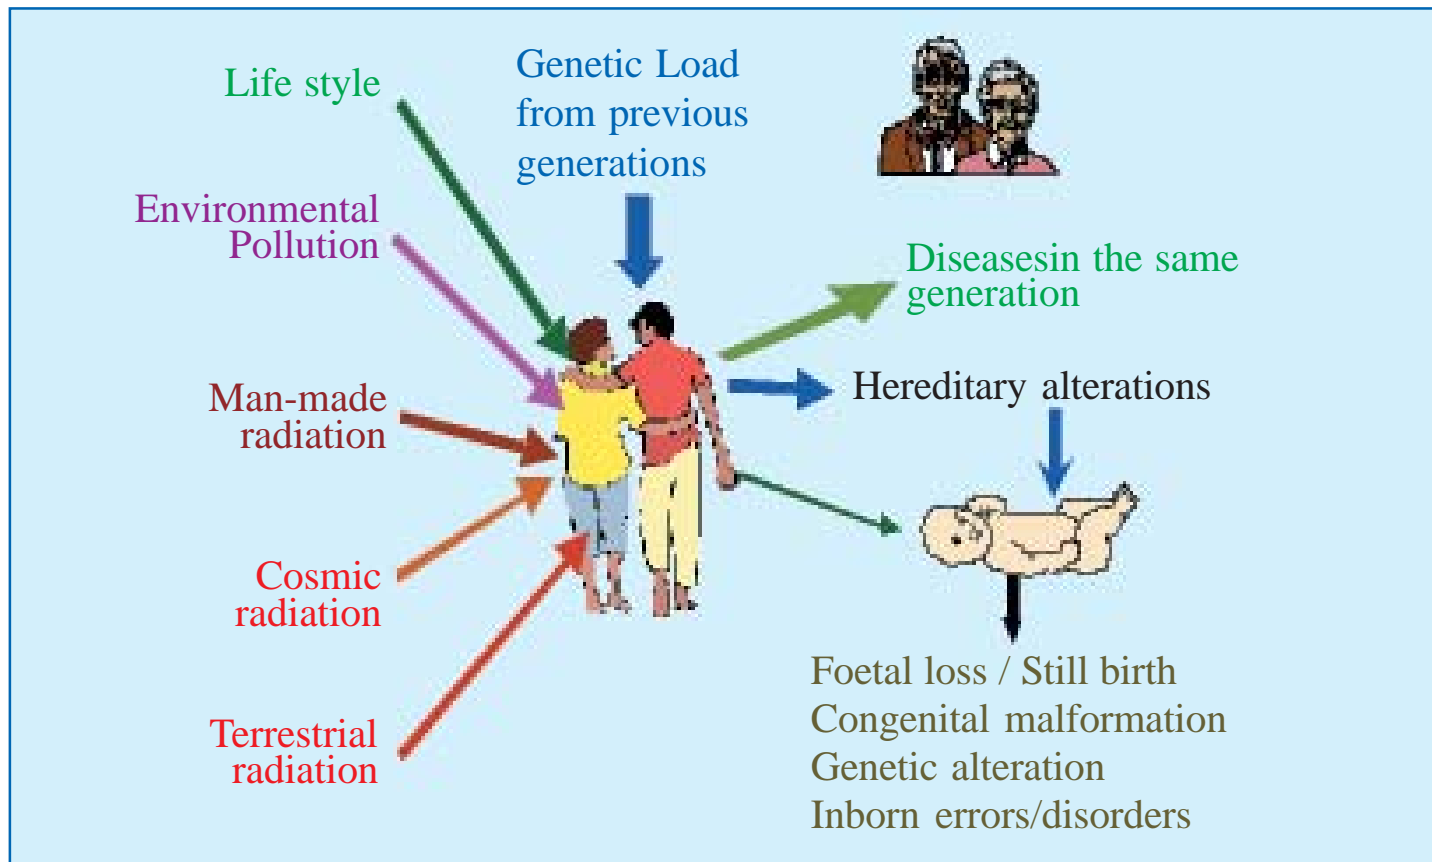 Life style
Genetic Load
from previous
generations
Environmental
Pollution
Diseasesin the same
generation
Man-made
radiation
Hereditary alterations
Cosmic
radiation
Terrestrial
radiation
Foetal loss / Still birth
Congenital malformation
Genetic alteration
Inborn errors/disorders